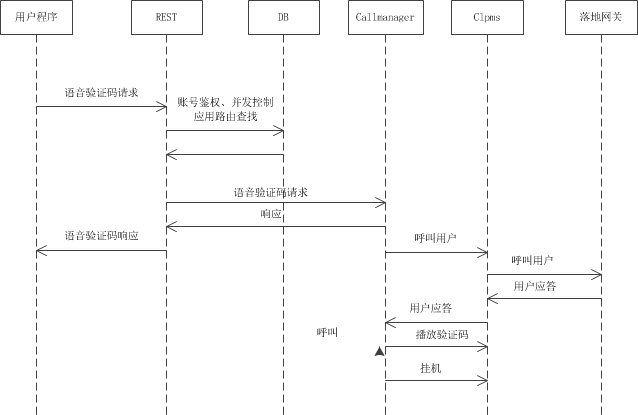 用户程序
REST
DB
Callmanager
Clpms
落地网关
语音验证码请求
账号鉴权、并发控制
应用路由查找
语音验证码请求
响应
语音验证码响应
呼叫用户
呼叫用户
用户应答
用户应答
呼叫
播放验证码
挂机